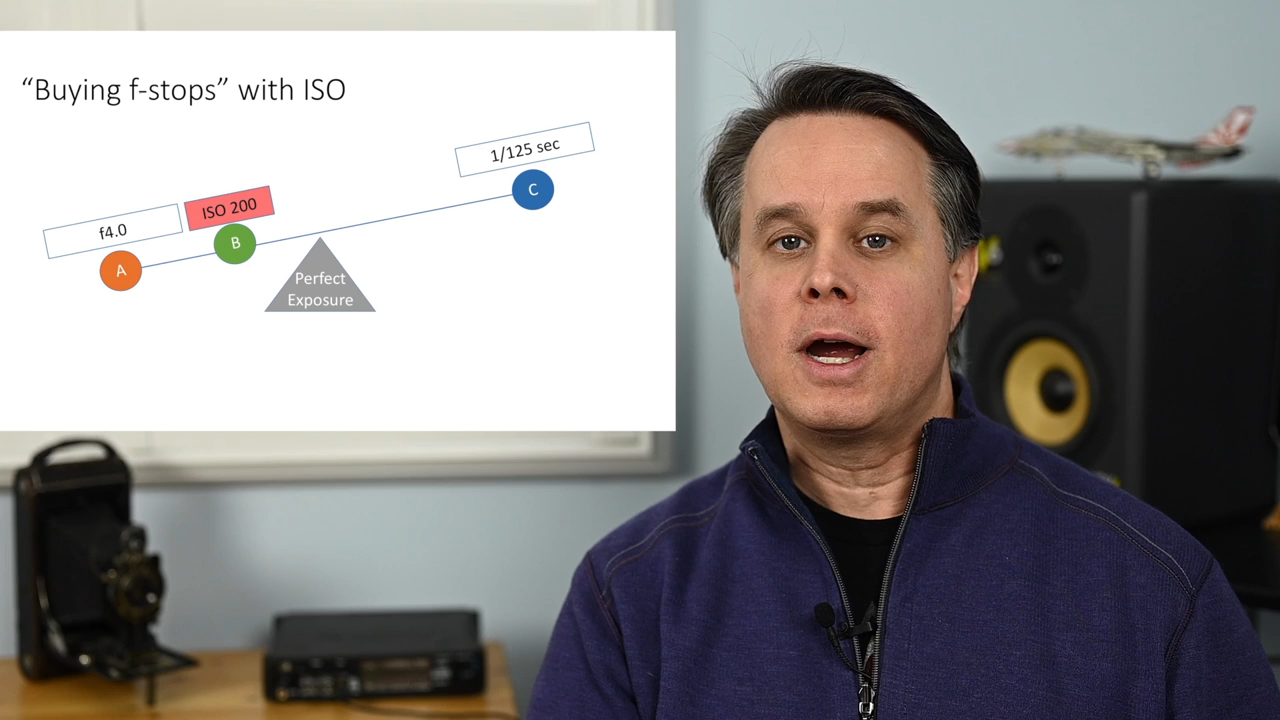 “Buying f-stops” with ISO
1/125 sec
ISO 200
f4.0
C
B
A
Perfect
Exposure